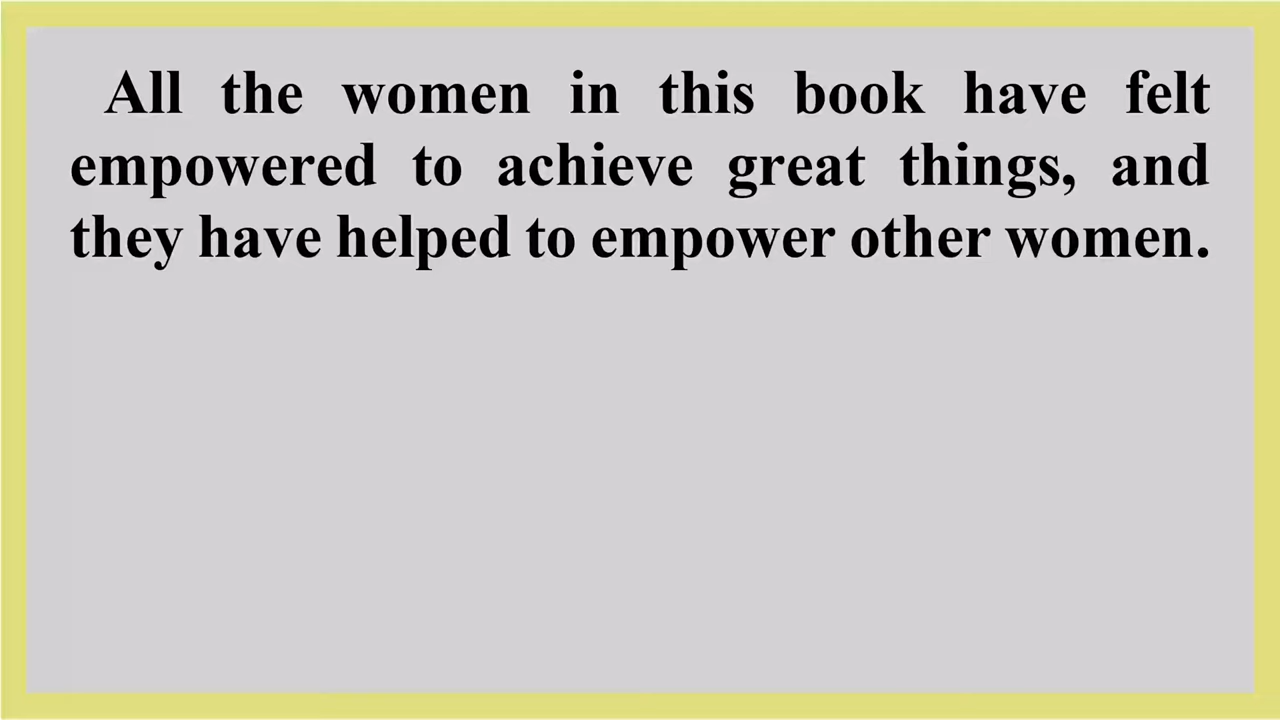 All the women in this book have felt
empowered to achieve great things, and
they have helped to empower other women.